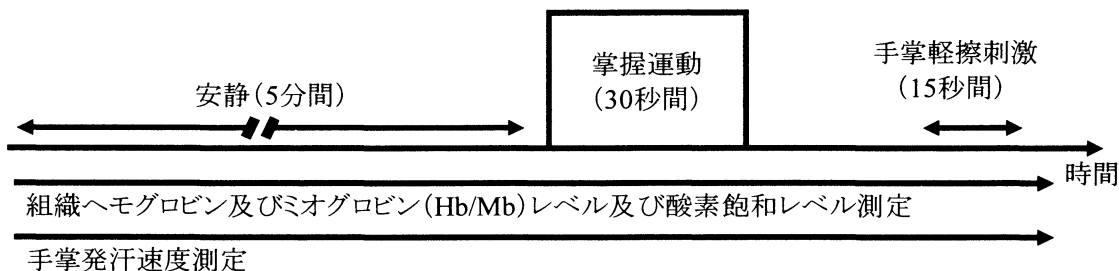 掌握運動
(30秒間)
手掌軽擦刺激
(15秒間)
安静(5分間)
時間
組織ヘモグロビン及びミオグロビン(Hb/Mb)レベル及び酸素飽和レベル測定
手掌発汗速度測定